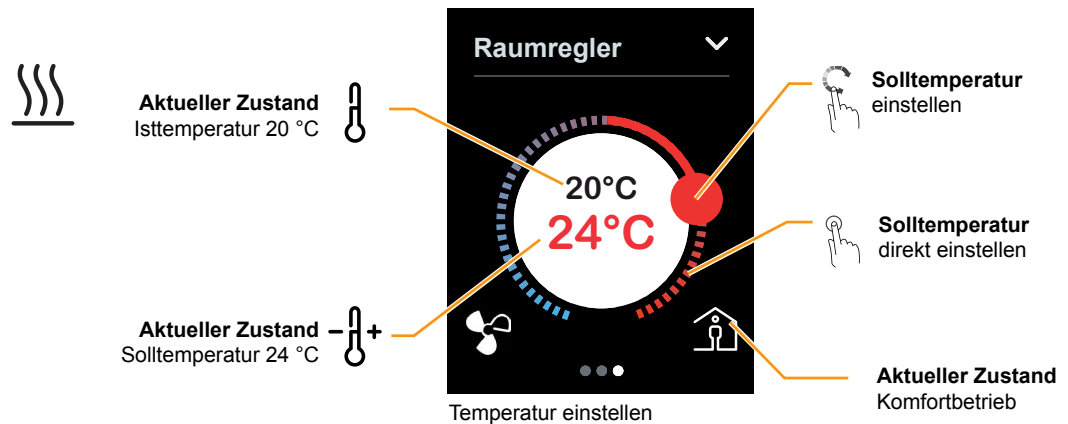 Raumregler
Aktueller Zustand
Isttemperatur 20 °C
Solltemperatur
einstellen
20°C
24°C
Solltemperatur
direkt einstellen
Aktueller Zustand
Solltemperatur 24 °C
Aktueller Zustand
Komfortbetrieb
Temperatur einstellen